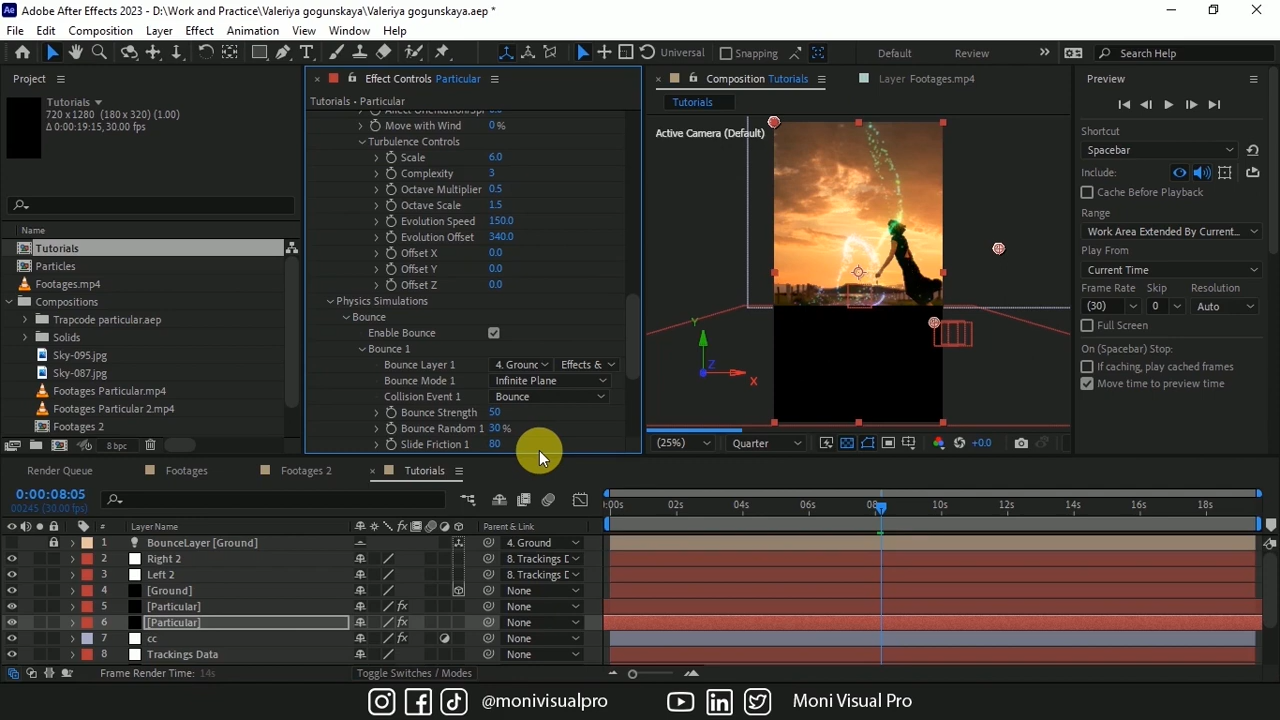 Adobe After Effects 2023 - D:\Work and Practice\Valeriya gogunskaya\Valeriya gogunskaya.aep *
File Edit Composition Layer Effect Animation View Window Help
Universal Snapping Default Review Search Help
Project
Tutorials
720 x 1280 (180 x 320) (1.00)
Δ 0:00:19:15, 30.00 fps
Name
Tutorials
Particles
Footages.mp4
Compositions
Trapcode particular.aep
Solids
Sky-095.jpg
Sky-087.jpg
Footages Particular.mp4
Footages Particular 2.mp4
Footages 2
8 bpc
Effect Controls Particular
Tutorials • Particular
Move with Wind 0 %
Turbulence Controls
Scale 6.0
Complexity 3
Octave Multiplier 0.5
Octave Scale 1.5
Evolution Speed 150.0
Evolution Offset 340.0
Offset X 0.0
Offset Y 0.0
Offset Z 0.0
Physics Simulations
Bounce
Enable Bounce
Bounce 1
Bounce Layer 1 4. Grounc Effects &
Bounce Mode 1 Infinite Plane
Collision Event 1 Bounce
Bounce Strength 50
Bounce Random 1 30 %
Slide Friction 1 80
Composition Tutorials Layer Footages.mp4
Tutorials
Active Camera (Default)
Y
Z
X
(25%) Quarter +0.0
Preview
Shortcut
Spacebar
Include:
Cache Before Playback
Range
Work Area Extended By Current...
Play From
Current Time
Frame Rate Skip Resolution
(30) 0 Auto
Full Screen
On (Spacebar) Stop:
If caching, play cached frames
Move time to preview time
Render Queue Footages Footages 2 Tutorials
0:00:08:05
00245 (30.00 fps)
:00s 02s 04s 06s 08s 10s 12s 14s 16s 18s
# Layer Name Parent & Link
1 BounceLayer [Ground] 4. Ground
2 Right 2 8. Trackings D
3 Left 2 8. Trackings D
4 [Ground] None
5 [Particular] None
6 [Particular] None
7 cc None
8 Trackings Data None
Frame Render Time: 14s Toggle Switches / Modes
@monivisualpro Moni Visual Pro